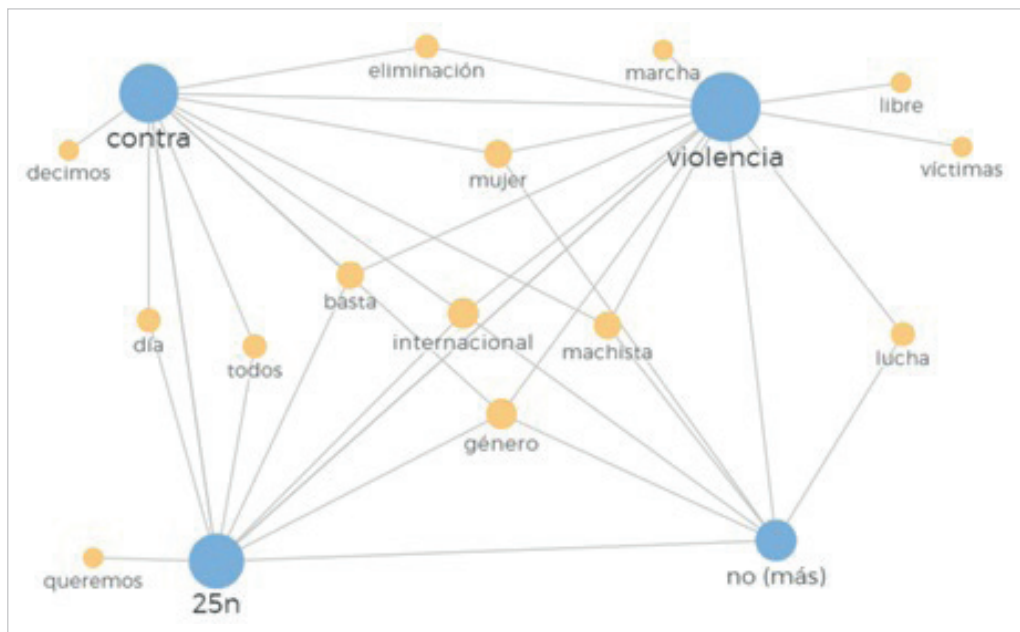 eliminación
marcha
libre
contra
violencia
decimos
víctimas
mujer
basta
internacional
día
machista
lucha
todos
género
queremos
no (más)
25n